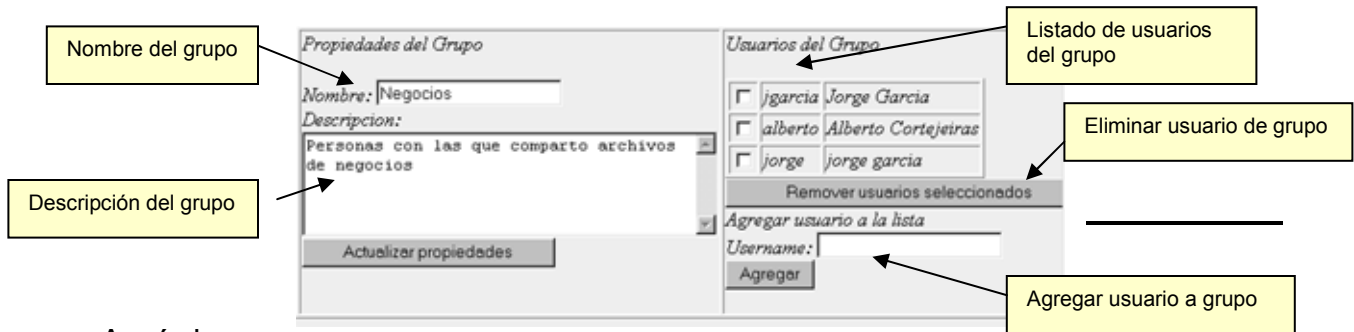 Nombre del grupo
Propiedades del Grupo
Nombre: Negocios
Descripcion:
Personas con las que comparto archivos
de negocios
Descripción del grupo
Actualizar propiedades
Usuarios del Grupo
Listado de usuarios
del grupo
jgarcia Jorge Garcia
alberto Alberto Cortejeiras
jorge jorge garcia
Eliminar usuario de grupo
Remover usuarios seleccionados
Agregar usuario a la lista
Username:
Agregar
Agregar usuario a grupo